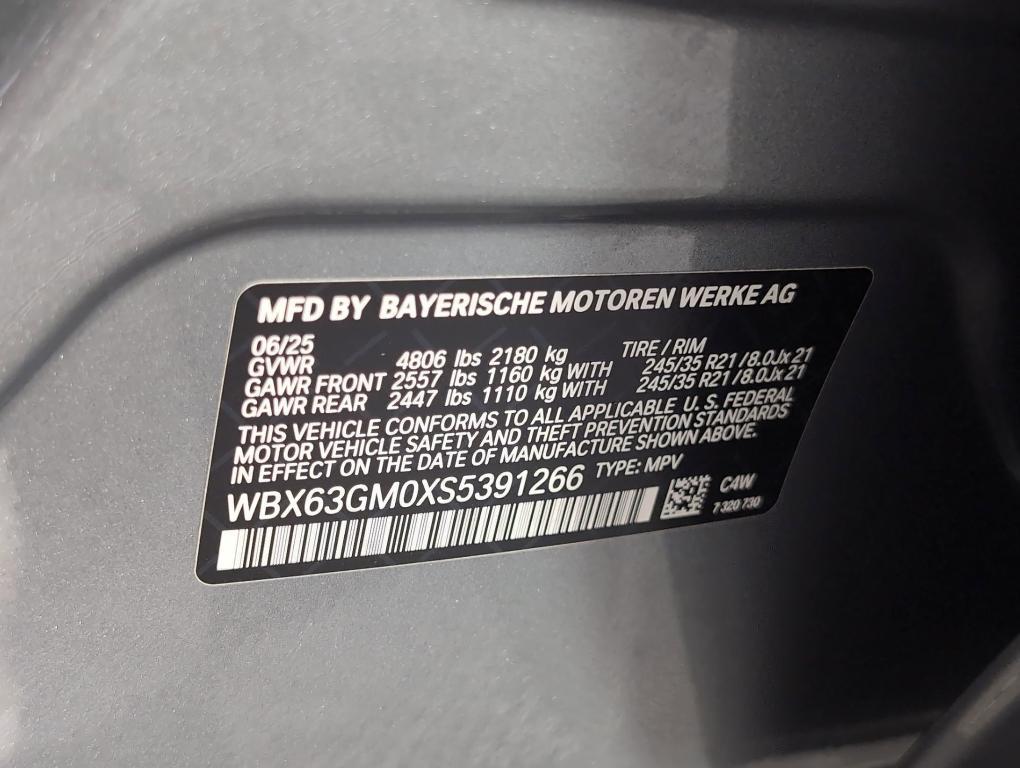 MFD BY BAYERISCHE MOTOREN WERKE AG
06/25
GVWR 4806 lbs 2180 kg TIRE / RIM
GAWR FRONT 2557 lbs 1160 kg WITH 245/35 R21 / 8.0Jx 21
GAWR REAR 2447 lbs 1110 kg WITH 245/35 R21 / 8.0Jx 21
THIS VEHICLE CONFORMS TO ALL APPLICABLE U. S. FEDERAL
MOTOR VEHICLE SAFETY AND THEFT PREVENTION STANDARDS
IN EFFECT ON THE DATE OF MANUFACTURE SHOWN ABOVE.
WBX63GM0XS5391266 TYPE: MPV
C4W
7 320 730